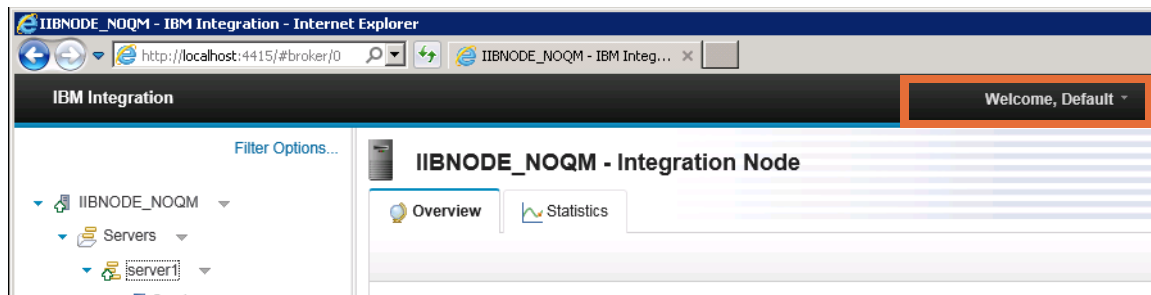 IIBNODE_NOQM - IBM Integration - Internet Explorer
http://localhost:4415/#broker/0
IIBNODE_NOQM - IBM Integ...
IBM Integration
Welcome, Default
Filter Options...
IIBNODE_NOQM - Integration Node
IIBNODE_NOQM
Overview
Statistics
Servers
server1